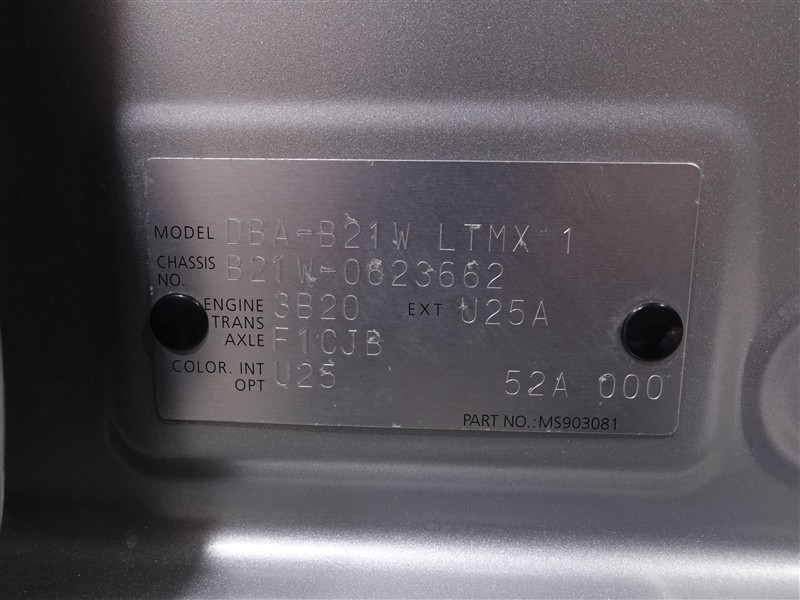 MODEL DBA-B21W LTMX 1
CHASSIS NO. B21W-0623662
ENGINE 3B20 EXT U25A
TRANS AXLE F1CJB
COLOR. INT OPT U25 52A 000
PART NO.: MS903081